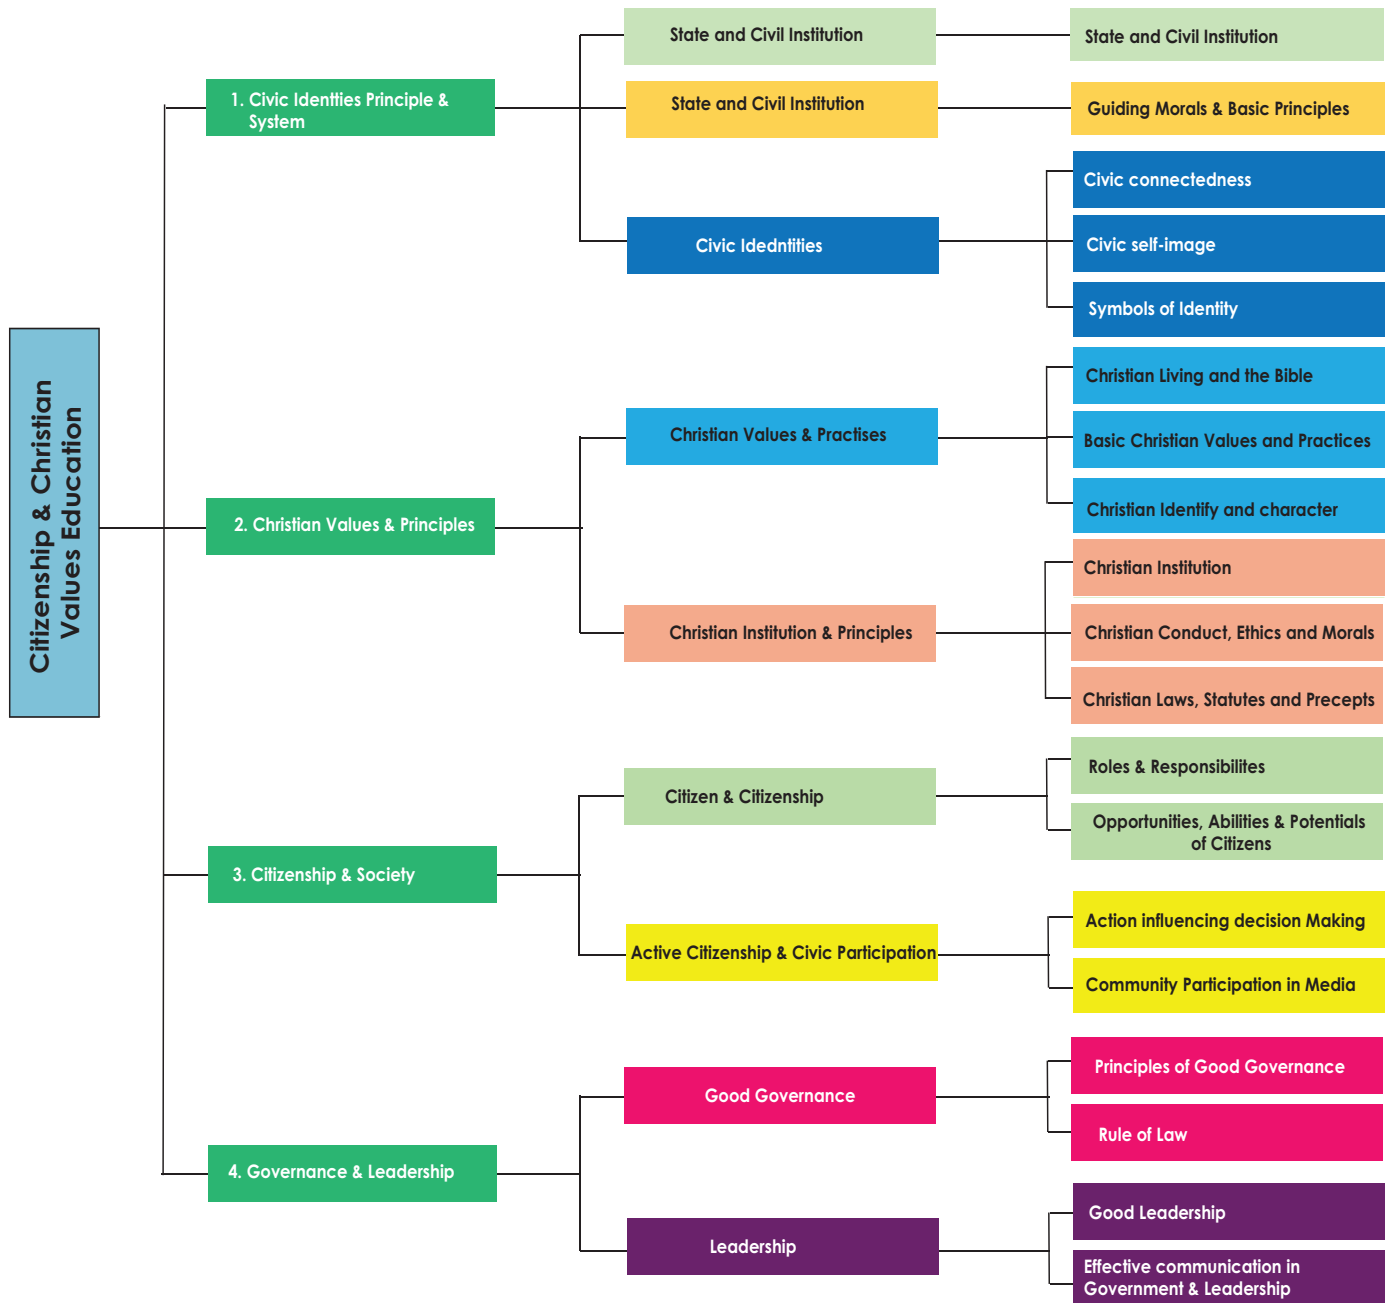 Citizenship & Christian
Values Education
1. Civic Identties Principle &
System
State and Civil Institution
State and Civil Institution
State and Civil Institution
Guiding Morals & Basic Principles
Civic Idedntities
Civic connectedness
Civic self-image
Symbols of Identity
2. Christian Values & Principles
Christian Values & Practises
Christian Living and the Bible
Basic Christian Values and Practices
Christian Identify and character
Christian Institution & Principles
Christian Institution
Christian Conduct, Ethics and Morals
Christian Laws, Statutes and Precepts
3. Citizenship & Society
Citizen & Citizenship
Roles & Responsibilites
Opportunities, Abilities & Potentials
of Citizens
Active Citizenship & Civic Participation
Action influencing decision Making
Community Participation in Media
4. Governance & Leadership
Good Governance
Principles of Good Governance
Rule of Law
Leadership
Good Leadership
Effective communication in
Government & Leadership